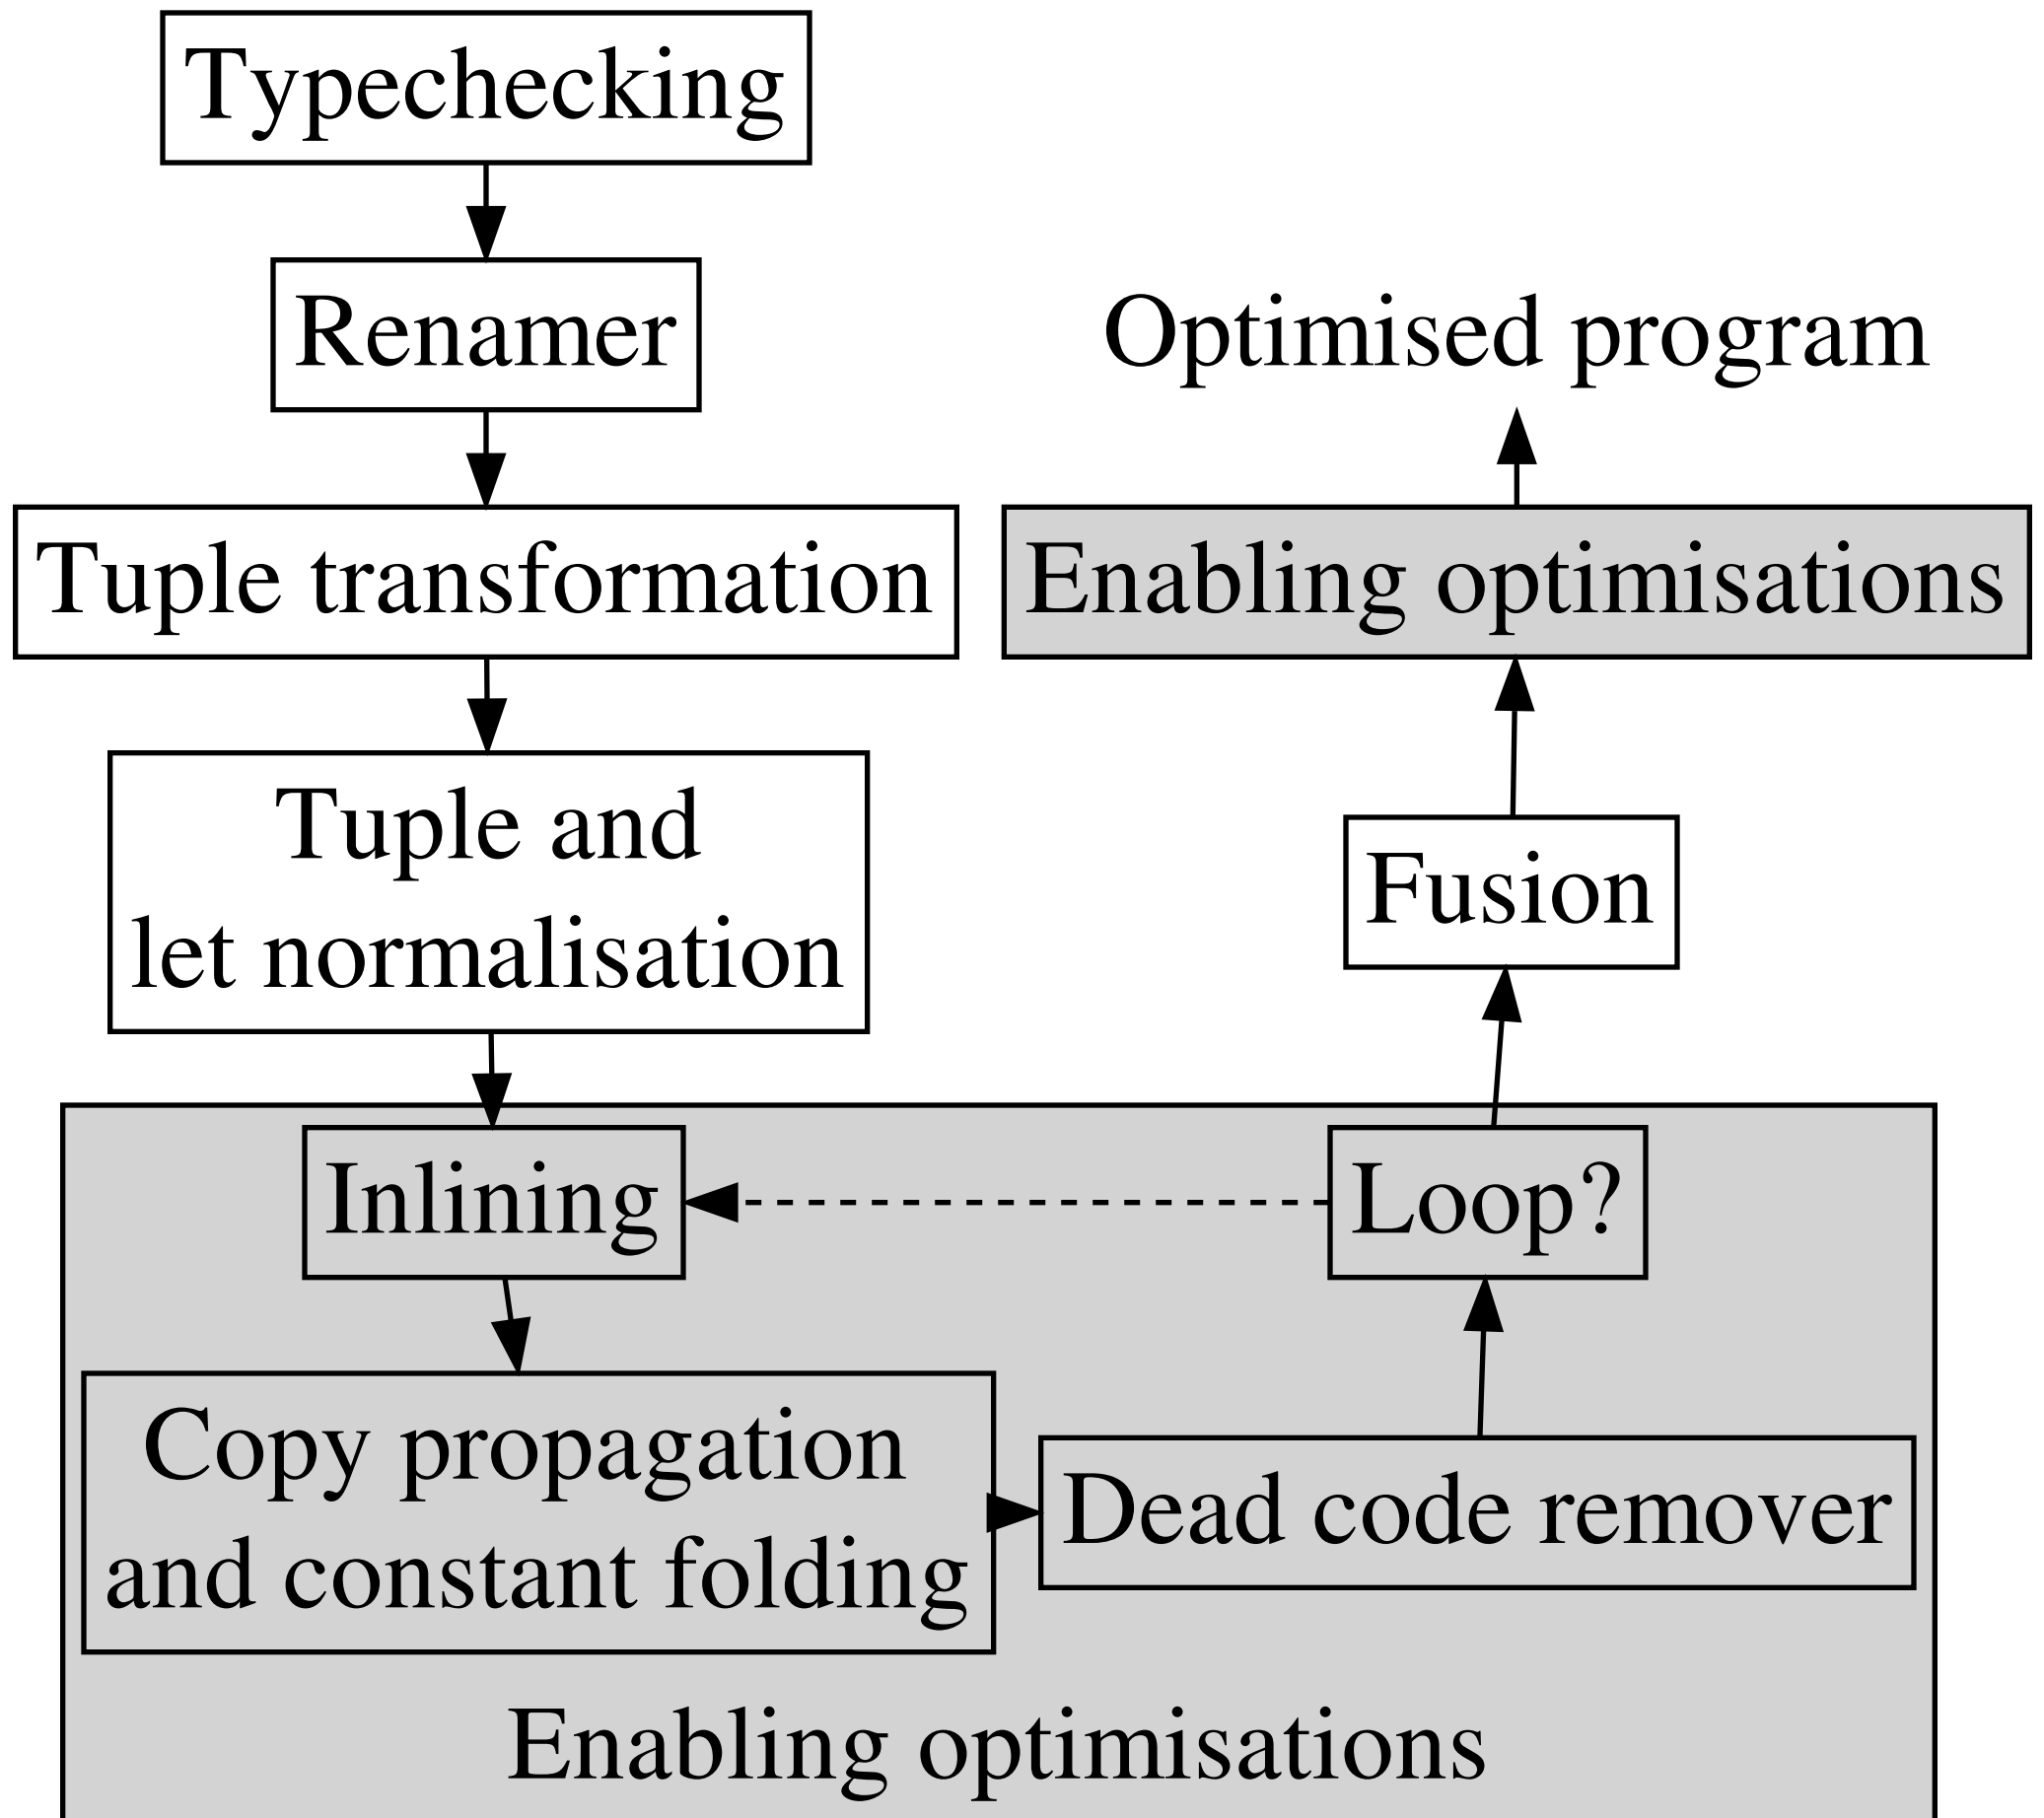 Typechecking
Renamer
Tuple transformation
Tuple and
let normalisation
Inlining
Copy propagation
and constant folding
Dead code remover
Loop?
Enabling optimisations
Fusion
Enabling optimisations
Optimised program